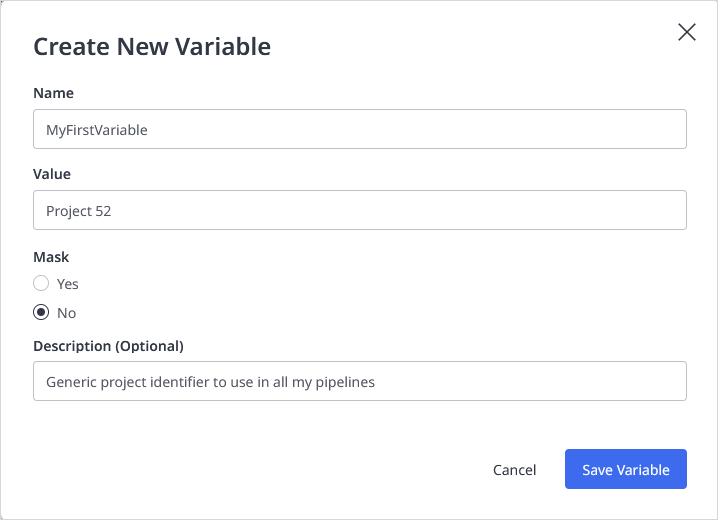 Create New Variable
Name
MyFirstVariable
Value
Project 52
Mask
Yes
No
Description (Optional)
Generic project identifier to use in all my pipelines
Cancel
Save Variable